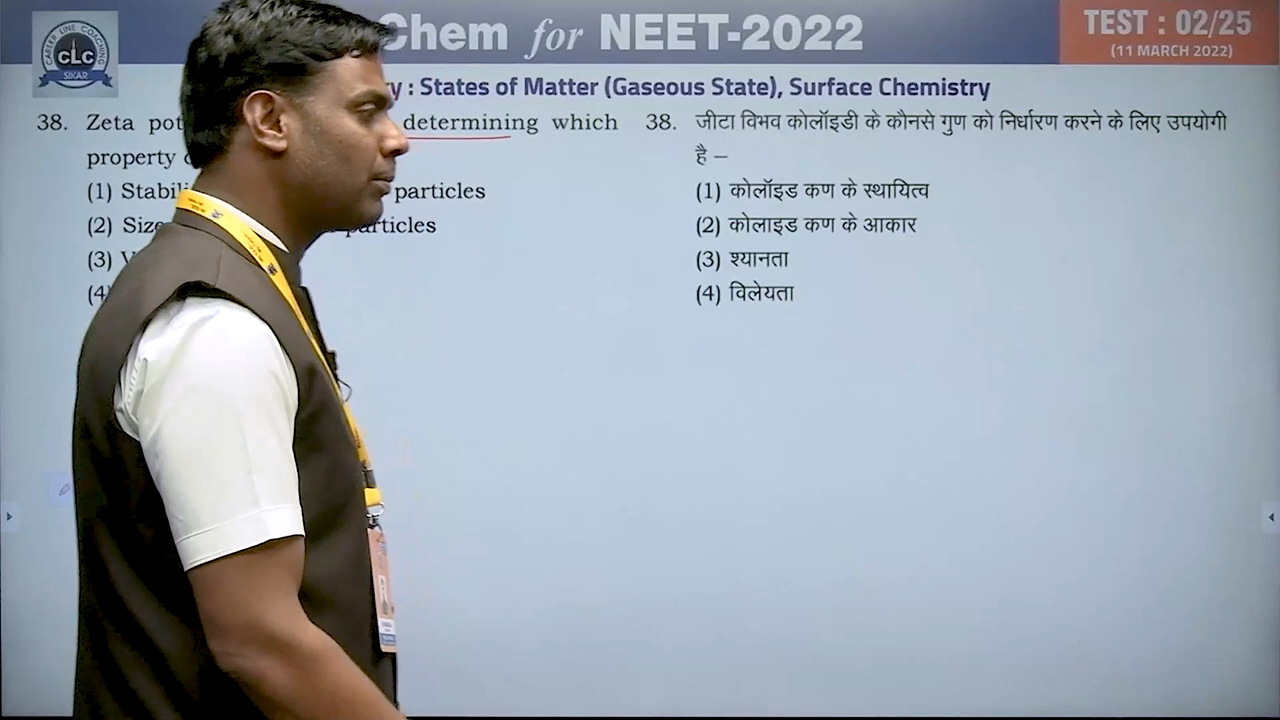 CAREER LINE COACHING
CLC
SIKAR
Chem for NEET-2022
TEST : 02/25
(11 MARCH 2022)
: States of Matter (Gaseous State), Surface Chemistry
38. Zeta determining which
property
(1) particles
(2) Size particles
(3)
(4)
38. जीटा विभव कोलॉइडी के कौनसे गुण को निर्धारण करने के लिए उपयोगी
है –
(1) कोलॉइड कण के स्थायित्व
(2) कोलाइड कण के आकार
(3) श्यानता
(4) विलेयता